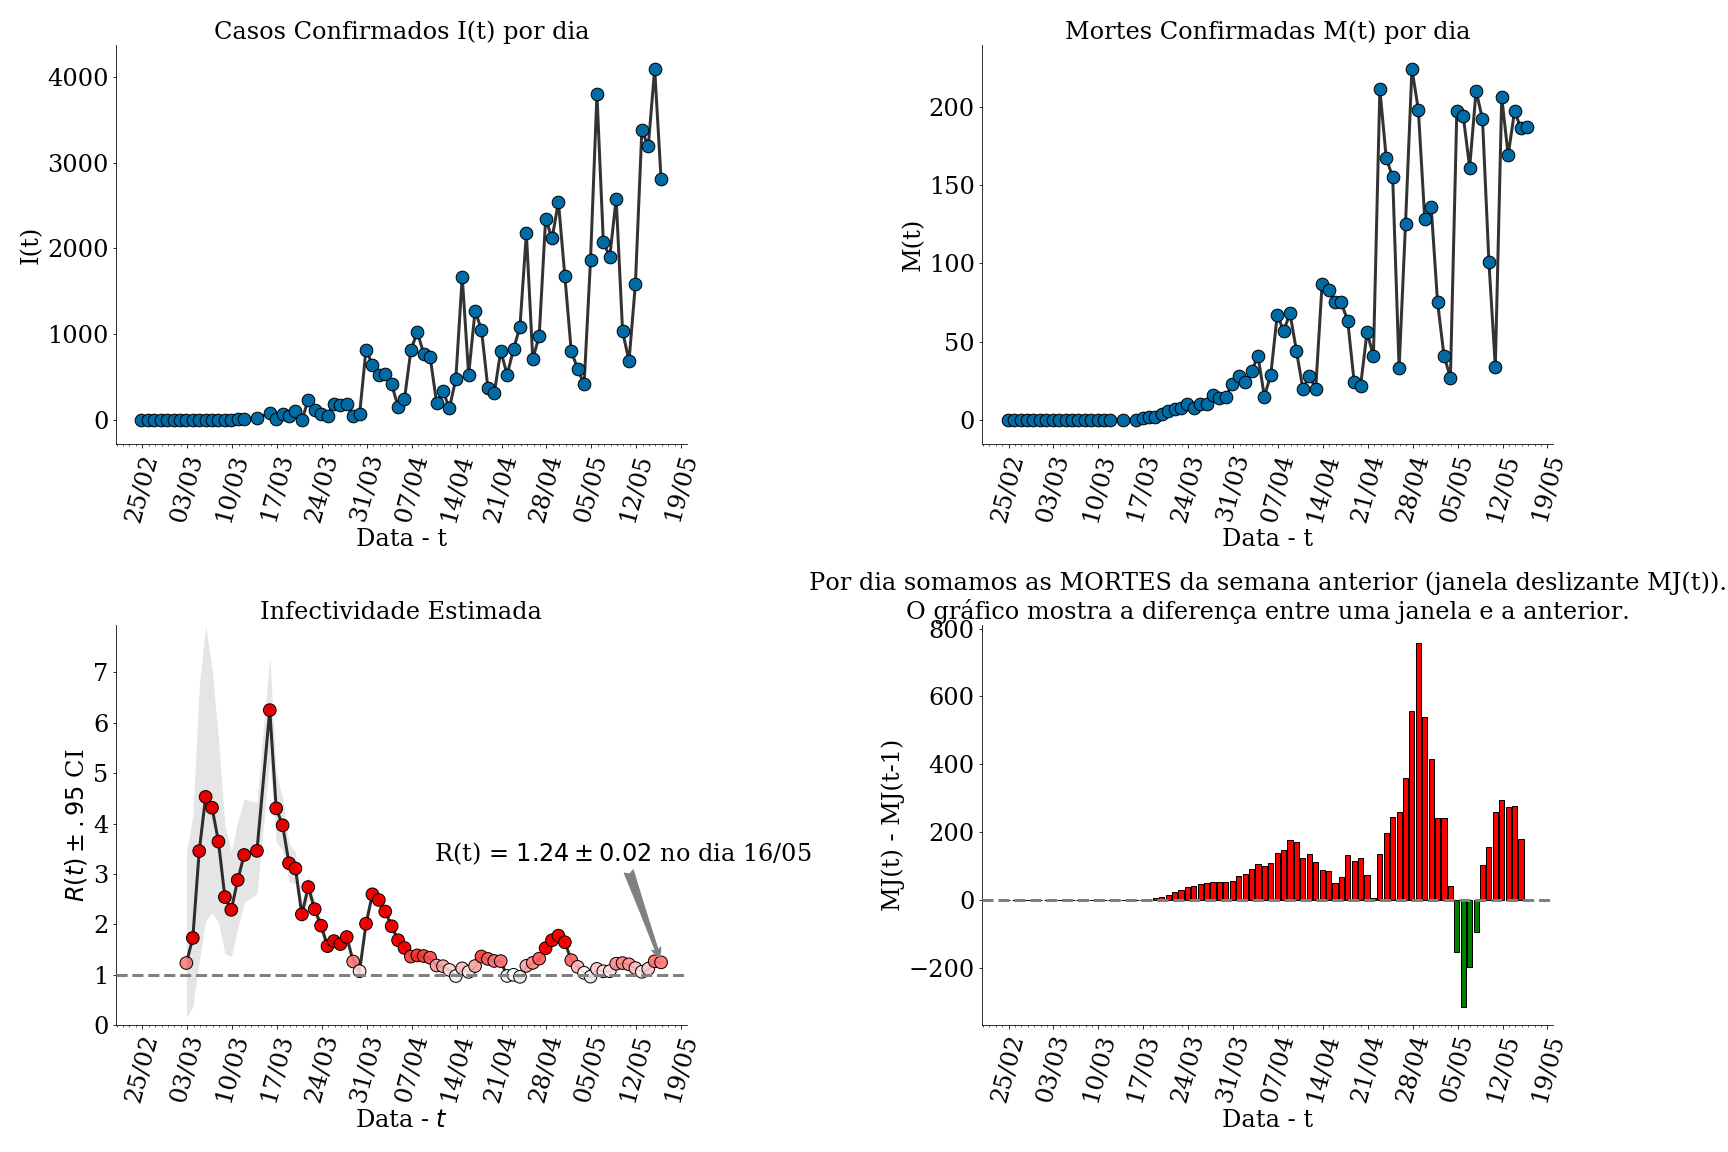 Casos Confirmados I(t) por dia
I(t)
4000
3000
2000
1000
0
25/02 03/03 10/03 17/03 24/03 31/03 07/04 14/04 21/04 28/04 05/05 12/05 19/05
Data - t
Mortes Confirmadas M(t) por dia
M(t)
200
150
100
50
0
25/02 03/03 10/03 17/03 24/03 31/03 07/04 14/04 21/04 28/04 05/05 12/05 19/05
Data - t
Infectividade Estimada
R(t) ± .95 CI
7
6
5
4
3
2
1
0
R(t) = 1.24 ± 0.02 no dia 16/05
25/02 03/03 10/03 17/03 24/03 31/03 07/04 14/04 21/04 28/04 05/05 12/05 19/05
Data - t
Por dia somamos as MORTES da semana anterior (janela deslizante MJ(t)).
O gráfico mostra a diferença entre uma janela e a anterior.
MJ(t) - MJ(t-1)
800
600
400
200
0
−200
25/02 03/03 10/03 17/03 24/03 31/03 07/04 14/04 21/04 28/04 05/05 12/05 19/05
Data - t